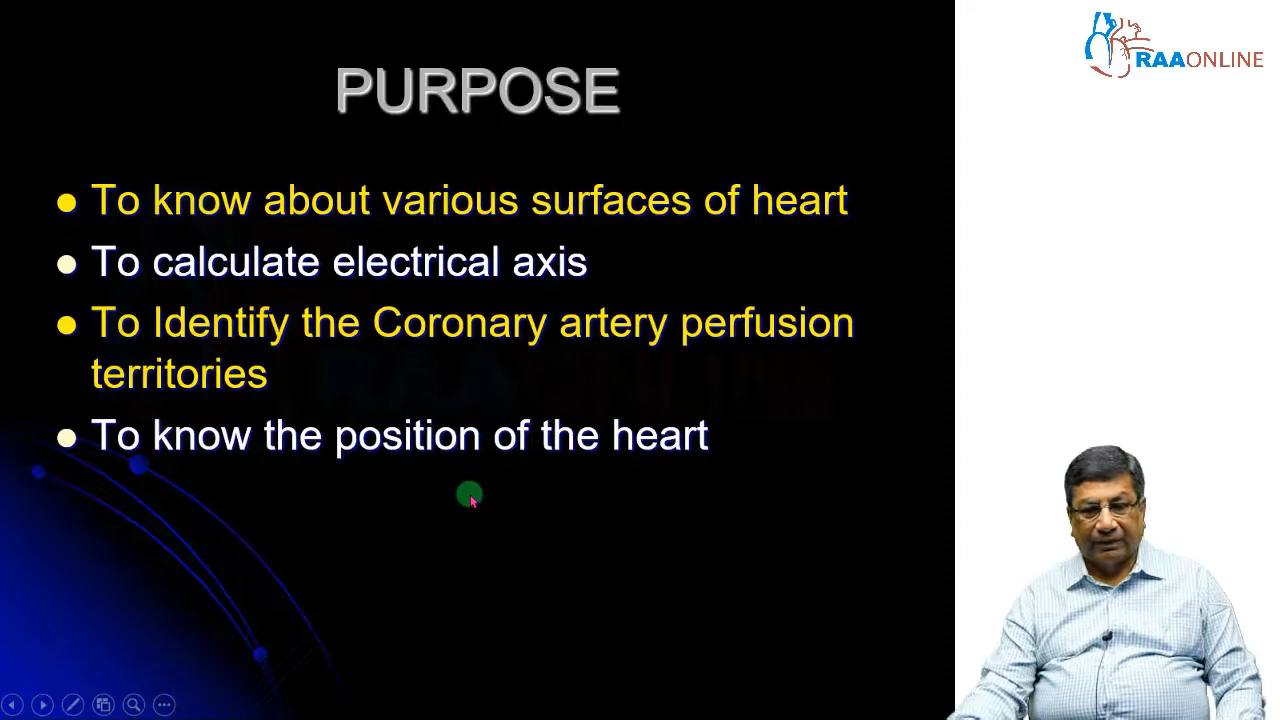 PURPOSE
RAAONLINE
To know about various surfaces of heart
To calculate electrical axis
To Identify the Coronary artery perfusion
territories
To know the position of the heart